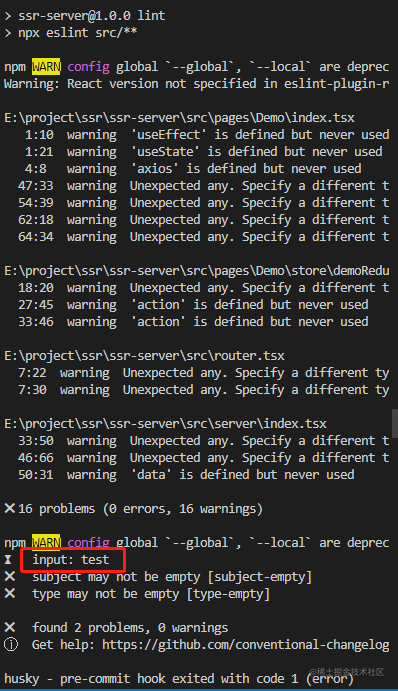 > ssr-server@1.0.0 lint
> npx eslint src/**
npm WARN config global `--global`, `--local` are deprec
Warning: React version not specified in eslint-plugin-r
E:\project\ssr\ssr-server\src\pages\Demo\index.tsx
1:10 warning 'useEffect' is defined but never used
1:21 warning 'useState' is defined but never used
4:8 warning 'axios' is defined but never used
47:33 warning Unexpected any. Specify a different t
54:39 warning Unexpected any. Specify a different t
62:18 warning Unexpected any. Specify a different t
64:34 warning Unexpected any. Specify a different t
E:\project\ssr\ssr-server\src\pages\Demo\store\demoRedu
18:20 warning Unexpected any. Specify a different t
27:45 warning 'action' is defined but never used
33:46 warning 'action' is defined but never used
E:\project\ssr\ssr-server\src\router.tsx
7:22 warning Unexpected any. Specify a different ty
7:30 warning Unexpected any. Specify a different ty
E:\project\ssr\ssr-server\src\server\index.tsx
33:50 warning Unexpected any. Specify a different t
46:66 warning Unexpected any. Specify a different t
50:31 warning 'data' is defined but never used
✖ 16 problems (0 errors, 16 warnings)
npm WARN config global `--global`, `--local` are deprec
⧗ input: test
✖ subject may not be empty [subject-empty]
✖ type may not be empty [type-empty]
✖ found 2 problems, 0 warnings
ⓘ Get help: https://github.com/conventional-changelog
@稀土掘金技术社区
husky - pre-commit hook exited with code 1 (error)